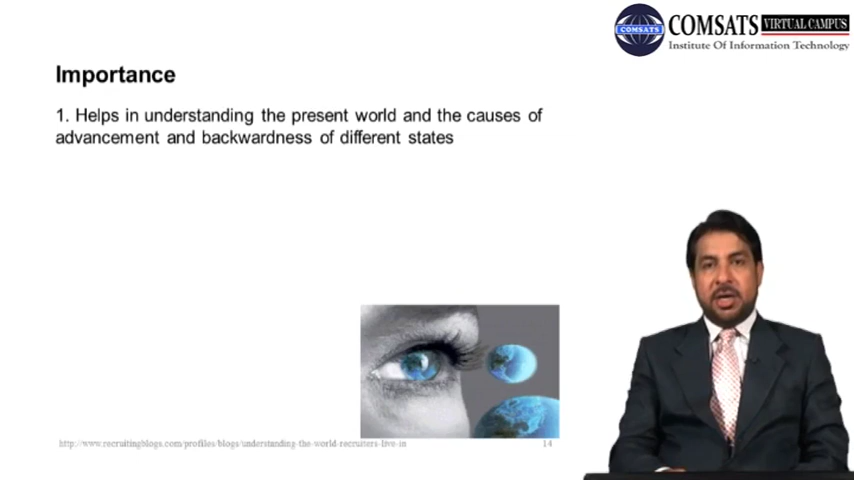 COMSATS VIRTUAL CAMPUS
COMSATS
Institute Of Information Technology
Importance
1. Helps in understanding the present world and the causes of
advancement and backwardness of different states
http://www.recruitingblogs.com/profiles/blogs/understanding-the-world-recruiters-live-in
14